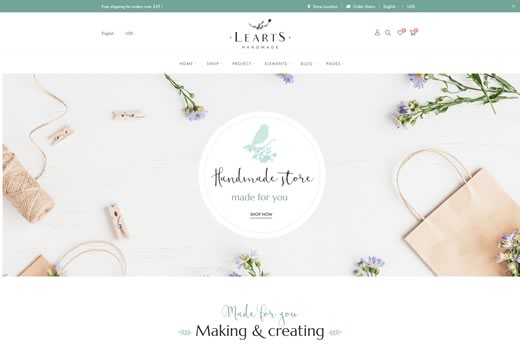 Free shipping for orders over $59 !
Store Location
Order Status
English
USD
English
USD
LEARTS
HANDMADE
HOME
SHOP
PROJECT
ELEMENTS
BLOG
PAGES
Handmade store
made for you
SHOP NOW
Made for you
Making & creating